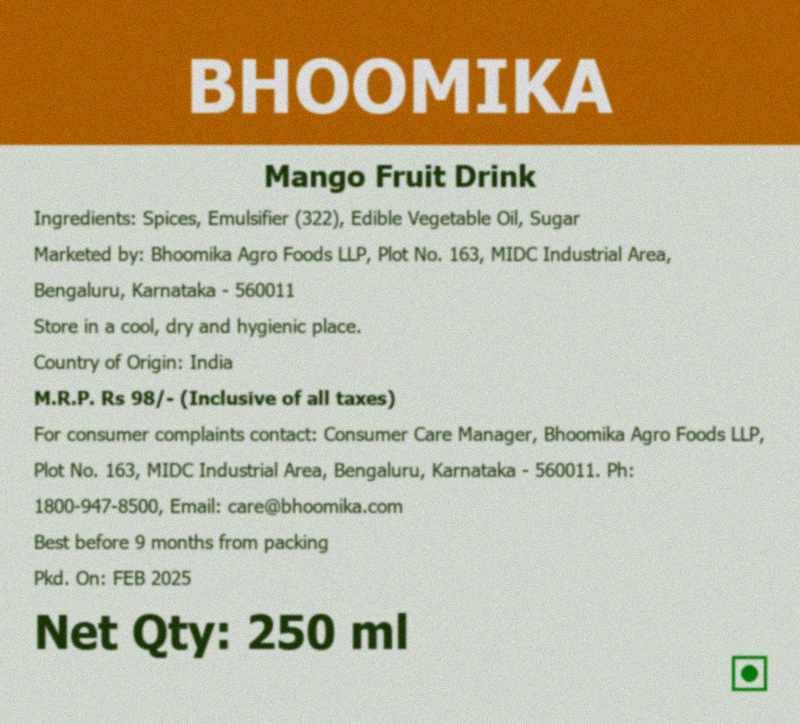 BHOOMIKA
Mango Fruit Drink
Ingredients: Spices, Emulsifier (322), Edible Vegetable Oil, Sugar
Marketed by: Bhoomika Agro Foods LLP, Plot No. 163, MIDC Industrial Area,
Bengaluru, Karnataka - 560011
Store in a cool, dry and hygienic place.
Country of Origin: India
M.R.P. Rs 98/- (Inclusive of all taxes)
For consumer complaints contact: Consumer Care Manager, Bhoomika Agro Foods LLP,
Plot No. 163, MIDC Industrial Area, Bengaluru, Karnataka - 560011. Ph:
1800-947-8500, Email: care@bhoomika.com
Best before 9 months from packing
Pkd. On: FEB 2025
Net Qty: 250 ml